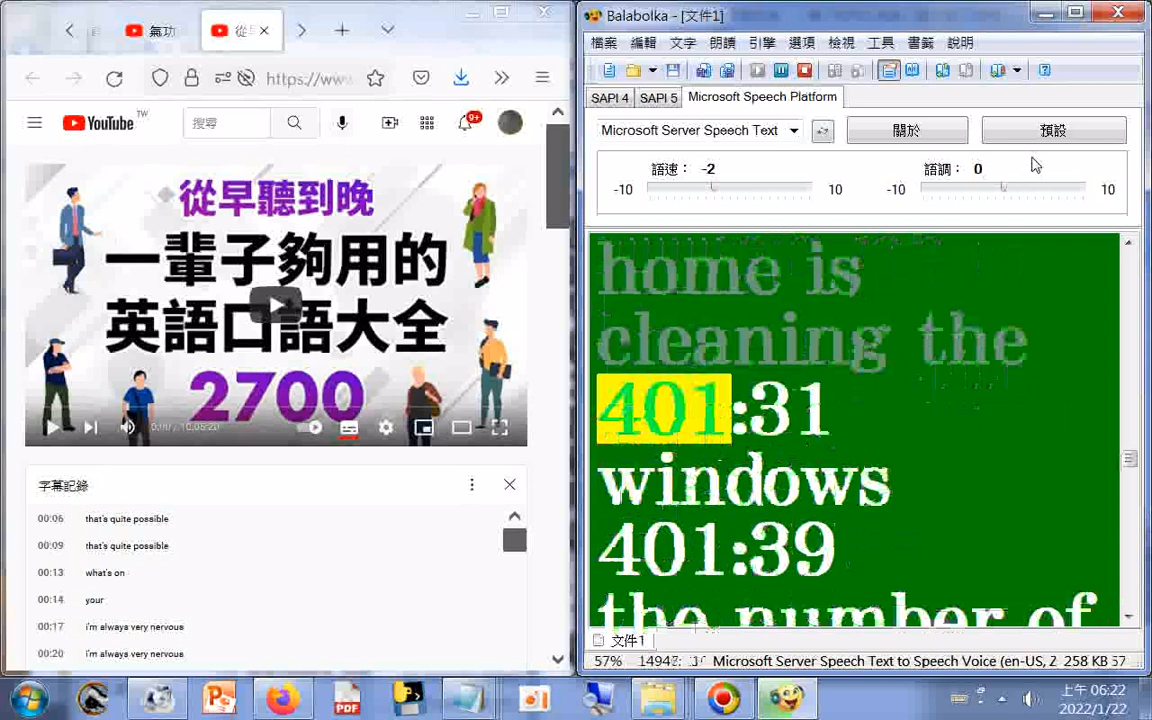 氣功
從
https://www
YouTube TW
搜尋
9+
從早聽到晚
一輩子夠用的
英語口語大全
2700
字幕記錄
00:06 that's quite possible
00:09 that's quite possible
00:13 what's on
00:14 your
00:17 i'm always very nervous
00:20 i'm always very nervous
Balabolka - [文件1]
檔案 編輯 文字 朗讀 引擎 選項 檢視 工具 書籤 說明
SAPI 4 SAPI 5 Microsoft Speech Platform
Microsoft Server Speech Text
關於
預設
語速： -2
-10 10
語調： 0
-10 10
home is
cleaning the
401:31
windows
401:39
the number of
文件1
57% Microsoft Server Speech Text to Speech Voice (en-US, Z 258 KB 57
PDF
上午 06:22
2022/1/22